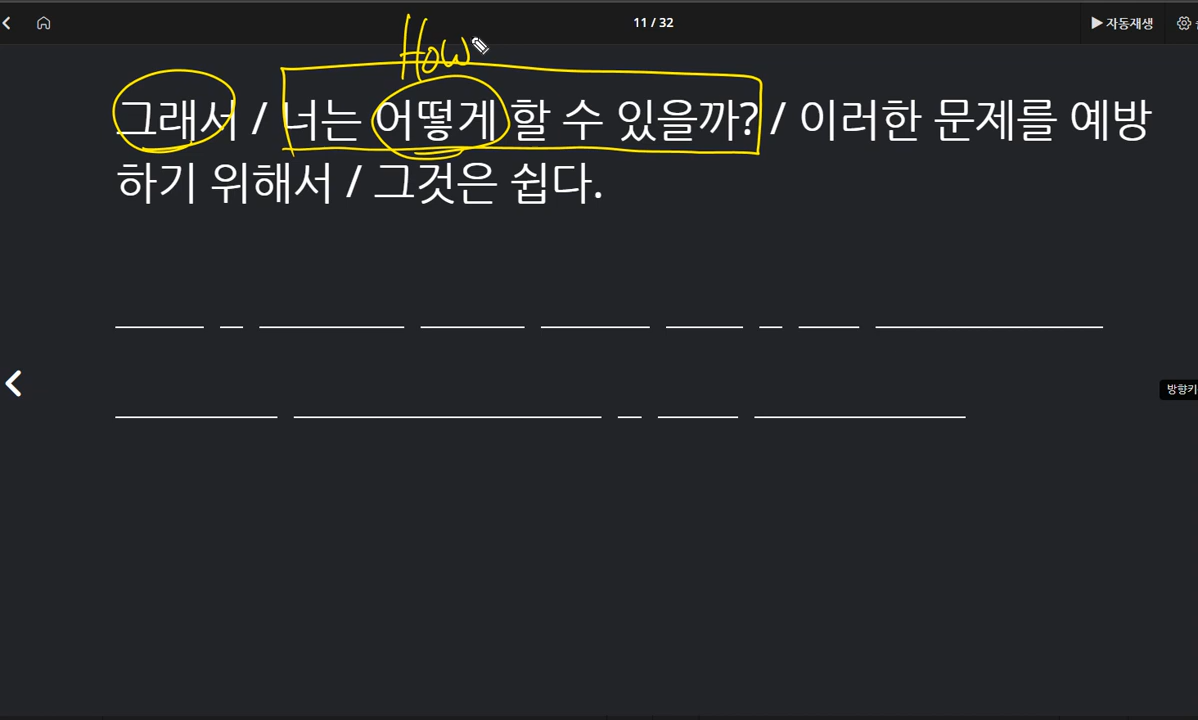 11 / 32
▶ 자동재생
How
그래서 / 너는 어떻게 할 수 있을까? / 이러한 문제를 예방
하기 위해서 / 그것은 쉽다.
방향키